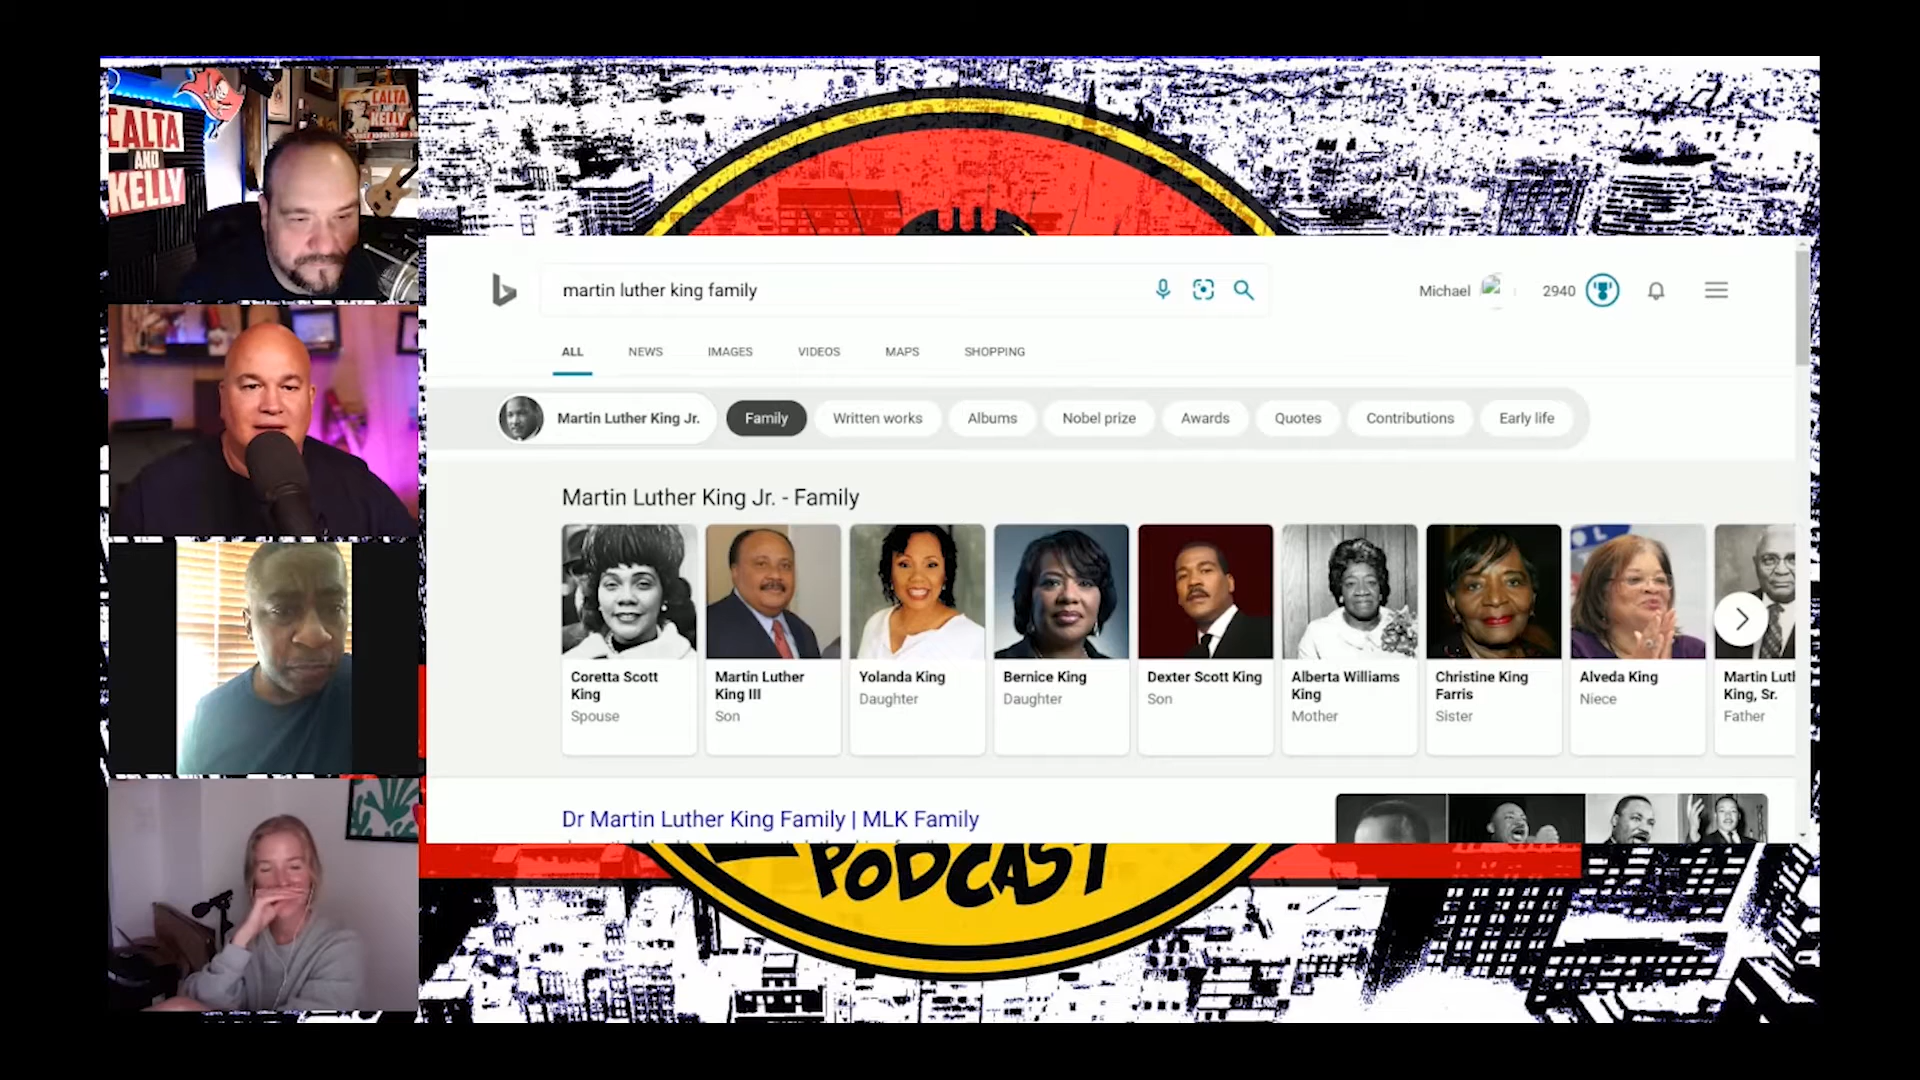 CALTA
AND
KELLY
CALTA
KELLY
martin luther king family
Michael
2940
ALL
NEWS
IMAGES
VIDEOS
MAPS
SHOPPING
Martin Luther King Jr.
Family
Written works
Albums
Nobel prize
Awards
Quotes
Contributions
Early life
Martin Luther King Jr. - Family
Coretta Scott
King
Spouse
Martin Luther
King III
Son
Yolanda King
Daughter
Bernice King
Daughter
Dexter Scott King
Son
Alberta Williams
King
Mother
Christine King
Farris
Sister
Alveda King
Niece
Martin Lut
King, Sr.
Father
Dr Martin Luther King Family | MLK Family
PODCAST